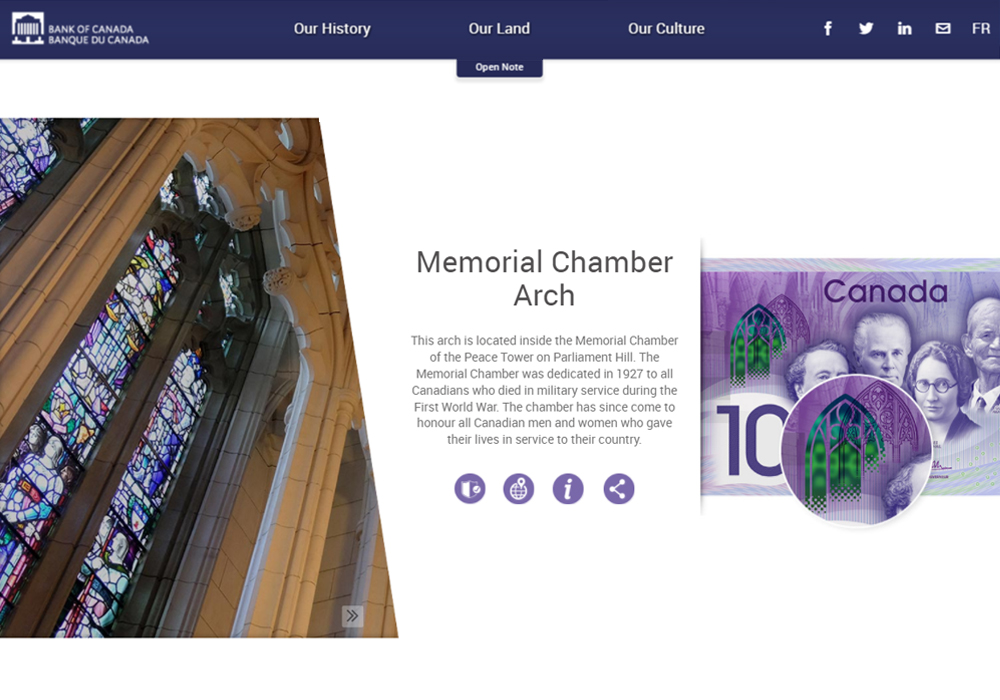 BANK OF CANADA
BANQUE DU CANADA
Our History
Our Land
Our Culture
FR
Open Note
Memorial Chamber
Arch
This arch is located inside the Memorial Chamber
of the Peace Tower on Parliament Hill. The
Memorial Chamber was dedicated in 1927 to all
Canadians who died in military service during the
First World War. The chamber has since come to
honour all Canadian men and women who gave
their lives in service to their country.
Canada
10